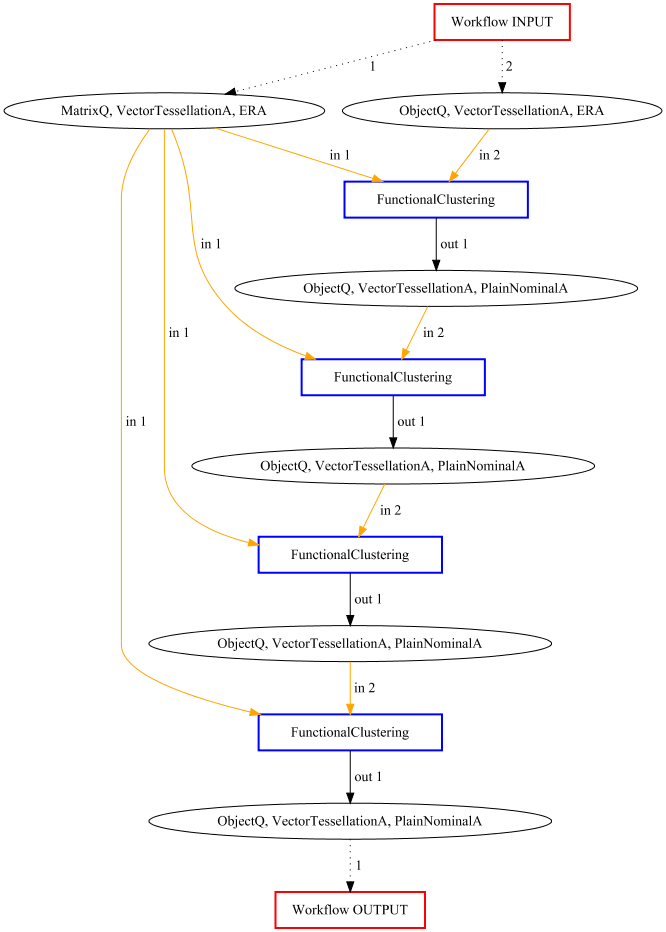 Workflow INPUT
1
2
MatrixQ, VectorTessellationA, ERA
ObjectQ, VectorTessellationA, ERA
in 1
in 2
FunctionalClustering
in 1
out 1
ObjectQ, VectorTessellationA, PlainNominalA
in 1
in 2
FunctionalClustering
in 1
out 1
ObjectQ, VectorTessellationA, PlainNominalA
in 2
FunctionalClustering
out 1
ObjectQ, VectorTessellationA, PlainNominalA
in 2
FunctionalClustering
out 1
ObjectQ, VectorTessellationA, PlainNominalA
1
Workflow OUTPUT